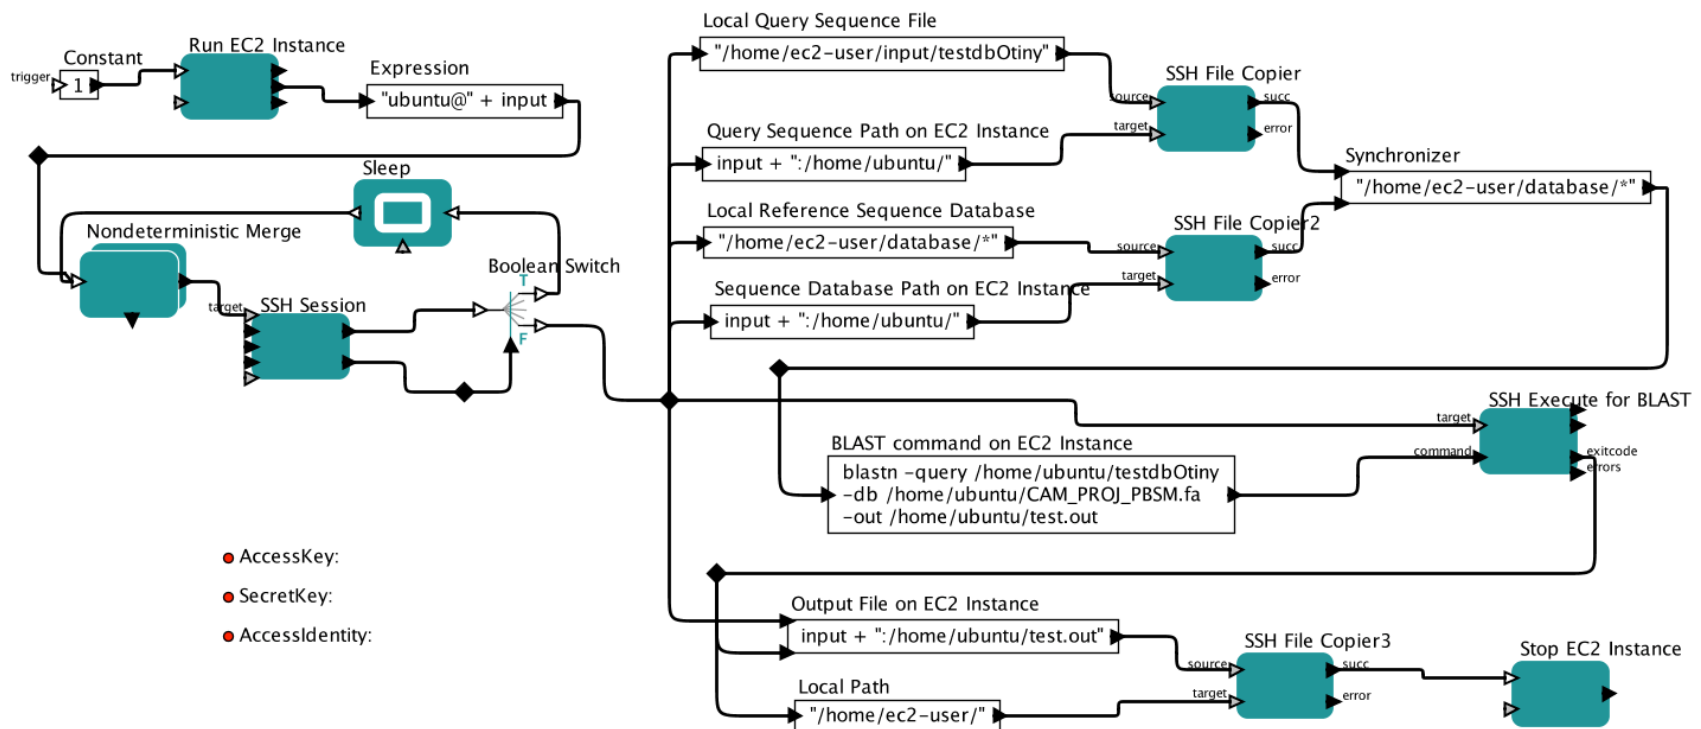 Local Query Sequence File
"/home/ec2-user/input/testdbOtiny"
Constant
trigger
1
Run EC2 Instance
Expression
"ubuntu@" + input
SSH File Copier
source
succ
target
error
Query Sequence Path on EC2 Instance
input + ":/home/ubuntu/"
Synchronizer
"/home/ec2-user/database/*"
Sleep
Local Reference Sequence Database
"/home/ec2-user/database/*"
SSH File Copier2
source
succ
target
error
Nondeterministic Merge
Boolean Switch
T
F
Sequence Database Path on EC2 Instance
input + ":/home/ubuntu/"
target
SSH Session
SSH Execute for BLAST
target
command
exitcode
errors
BLAST command on EC2 Instance
blastn -query /home/ubuntu/testdbOtiny
-db /home/ubuntu/CAM_PROJ_PBSM.fa
-out /home/ubuntu/test.out
AccessKey:
SecretKey:
AccessIdentity:
Output File on EC2 Instance
input + ":/home/ubuntu/test.out"
SSH File Copier3
source
succ
target
error
Stop EC2 Instance
Local Path
"/home/ec2-user/"